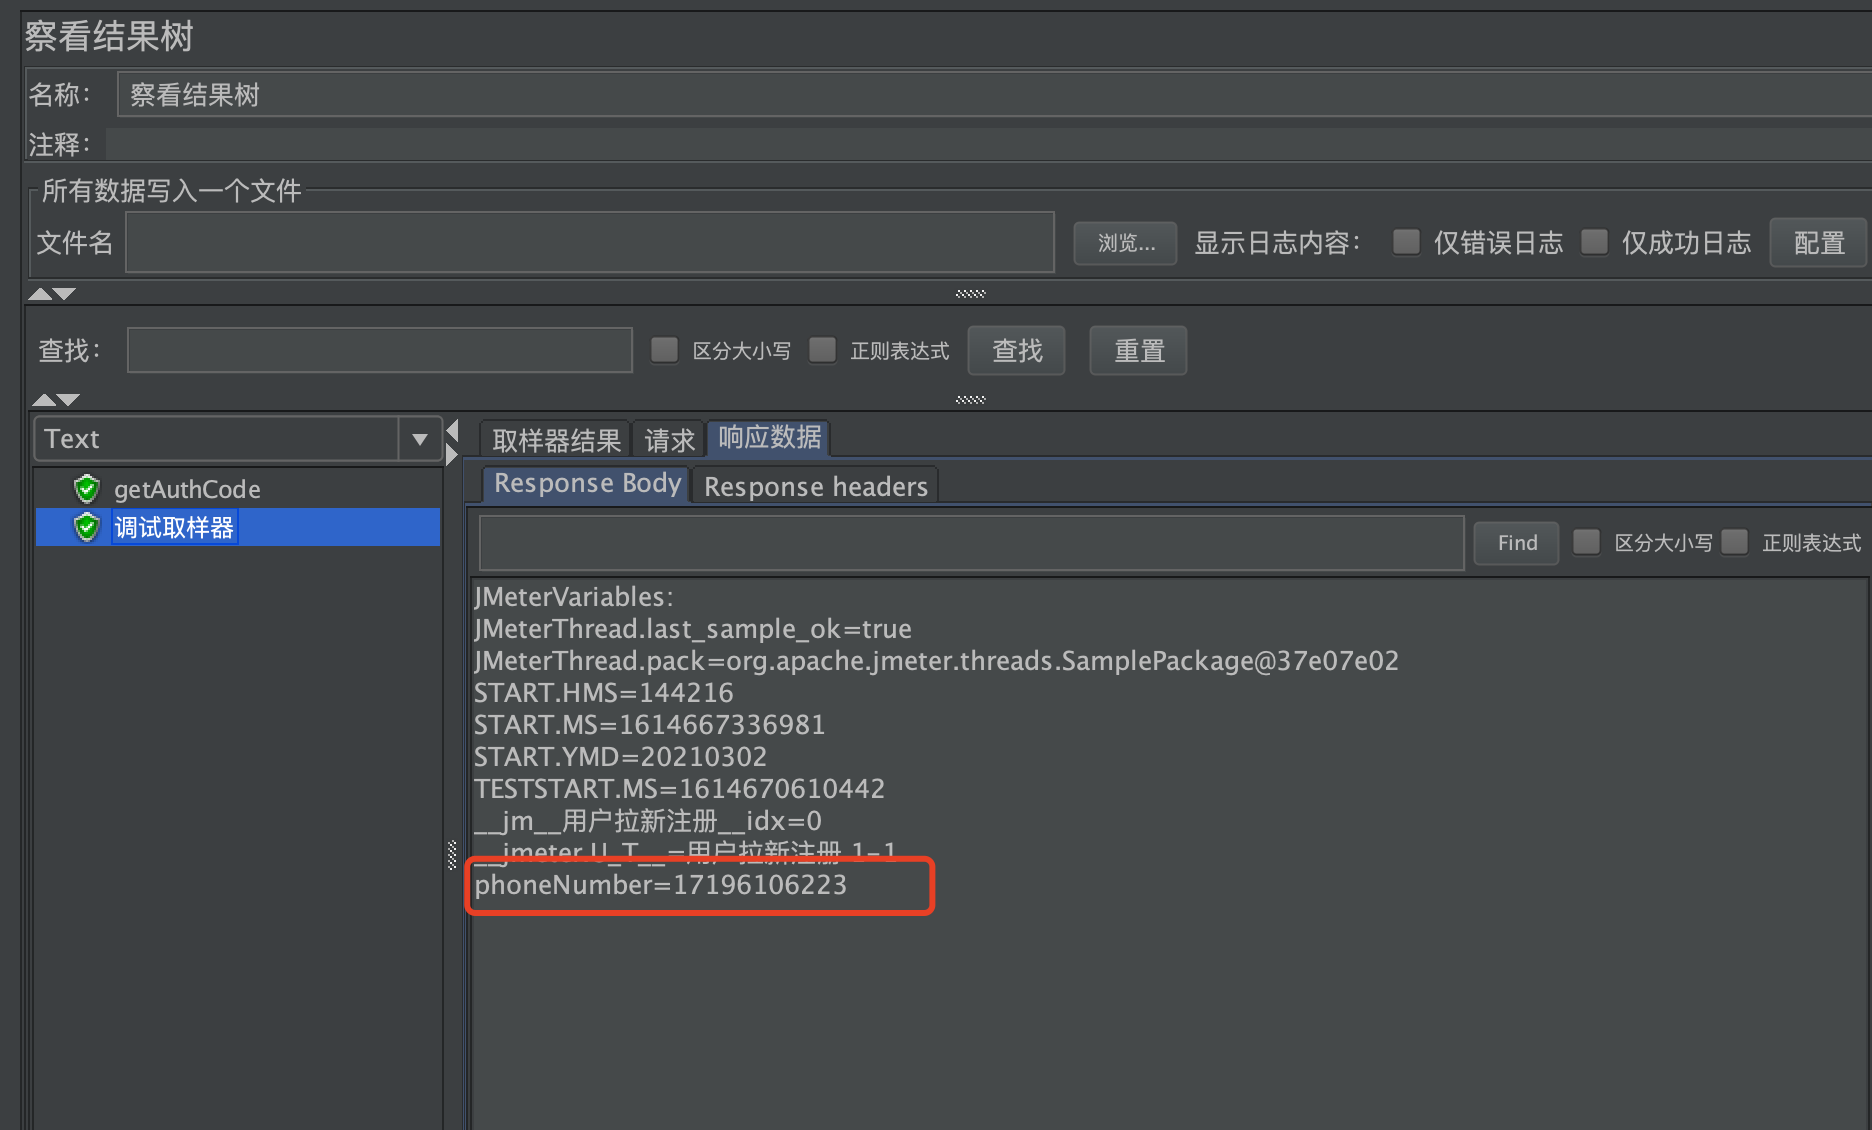 察看结果树
名称： 察看结果树
注释：
所有数据写入一个文件
文件名 浏览... 显示日志内容： 仅错误日志 仅成功日志 配置
查找： 区分大小写 正则表达式 查找 重置
Text
取样器结果 请求 响应数据
getAuthCode
调试取样器
Response Body Response headers
Find 区分大小写 正则表达式
JMeterVariables:
JMeterThread.last_sample_ok=true
JMeterThread.pack=org.apache.jmeter.threads.SamplePackage@37e07e02
START.HMS=144216
START.MS=1614667336981
START.YMD=20210302
TESTSTART.MS=1614670610442
__jm__用户拉新注册__idx=0
__jmeter.U_T__=用户拉新注册 1-1
phoneNumber=17196106223